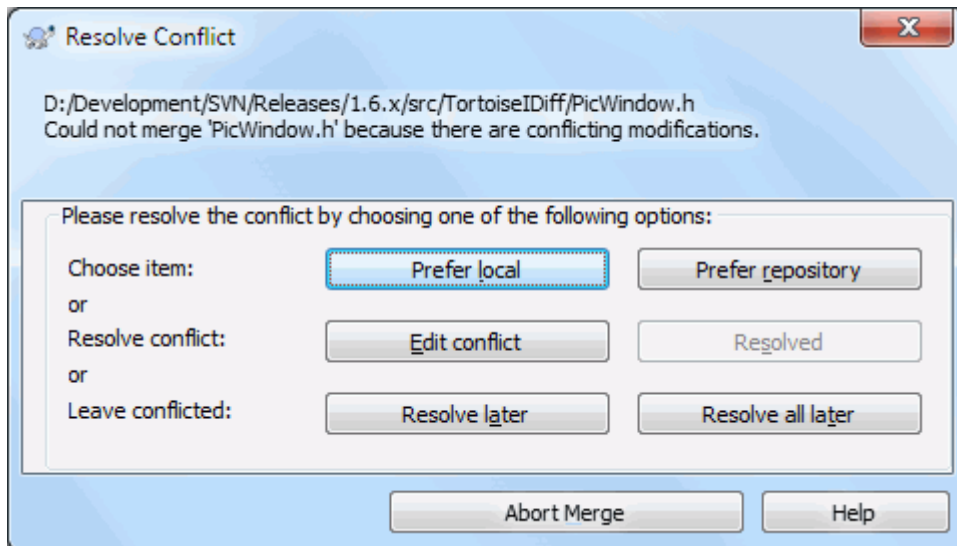 Resolve Conflict
D:/Development/SVN/Releases/1.6.x/src/TortoiseIDiff/PicWindow.h
Could not merge 'PicWindow.h' because there are conflicting modifications.
Please resolve the conflict by choosing one of the following options:
Choose item: Prefer local Prefer repository
or
Resolve conflict: Edit conflict Resolved
or
Leave conflicted: Resolve later Resolve all later
Abort Merge Help